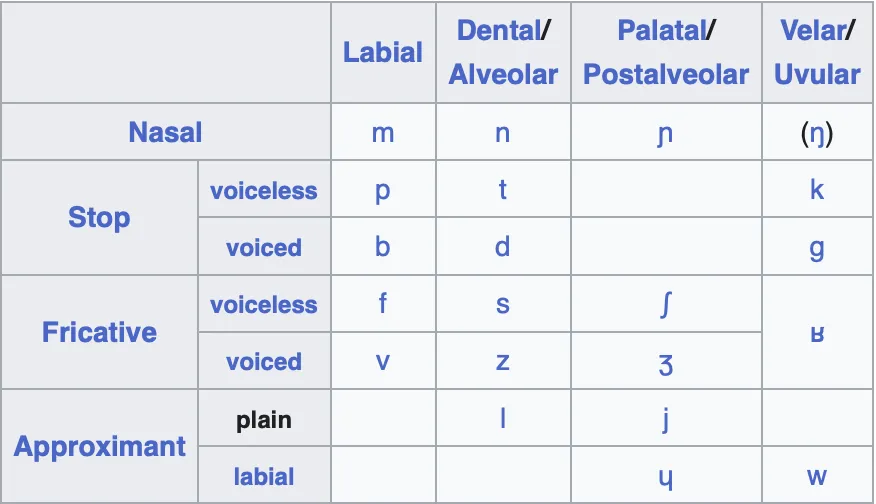 Labial Dental/ Alveolar Palatal/ Postalveolar Velar/ Uvular
Nasal m n ɲ (ŋ)
Stop voiceless p t k
voiced b d ɡ
Fricative voiceless f s ʃ ʁ
voiced v z ʒ
Approximant plain l j
labial ɥ w